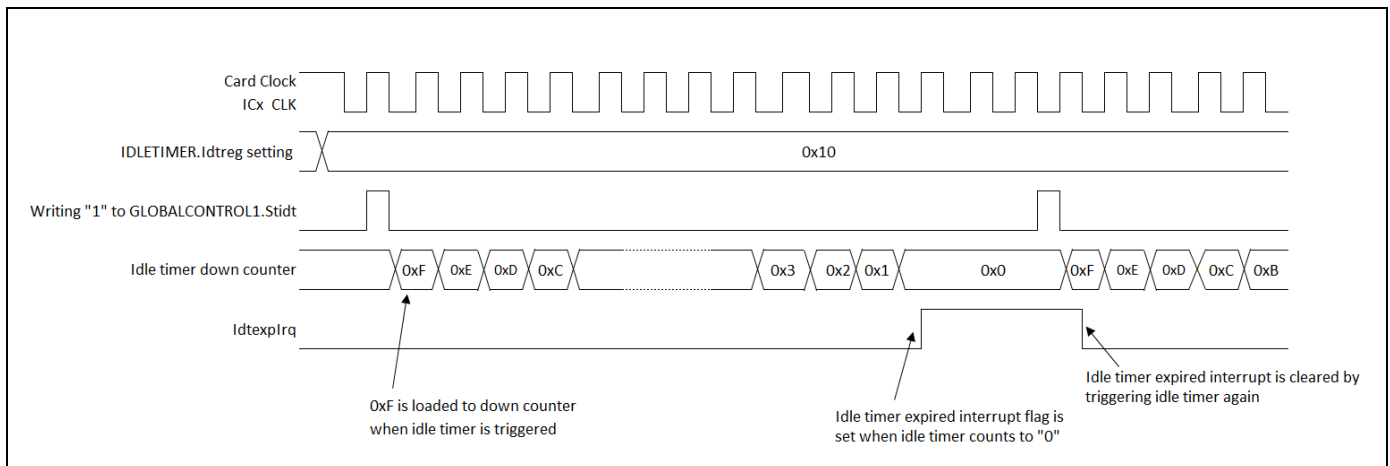 Card Clock
ICx CLK
IDLETIMER.Idtreg setting
0x10
Writing "1" to GLOBALCONTROL1.Stidt
Idle timer down counter
0xF 0xE 0xD 0xC 0x3 0x2 0x1 0x0 0xF 0xE 0xD 0xC 0xB
IdtexpIrq
0xF is loaded to down counter
when idle timer is triggered
Idle timer expired interrupt flag is
set when idle timer counts to "0"
Idle timer expired interrupt is cleared by
triggering idle timer again